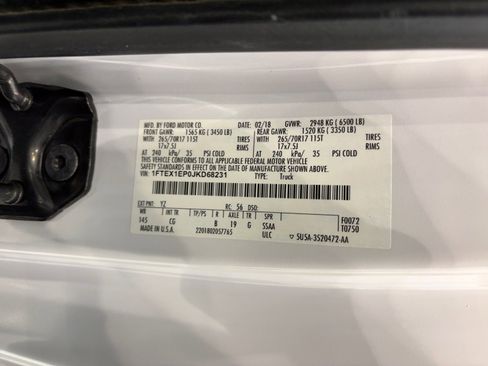 MFD. BY FORD MOTOR CO. DATE: 02/18 GVWR: 2948 KG ( 6500 LB)
FRONT GAWR: 1565 KG ( 3450 LB) REAR GAWR: 1520 KG ( 3350 LB)
WITH 265/70R17 115T TIRES WITH 265/70R17 115T TIRES
17x7.5J RIMS 17x7.5J RIMS
AT 240 kPa/ 35 PSI COLD AT 240 kPa/ 35 PSI COLD
THIS VEHICLE CONFORMS TO ALL APPLICABLE FEDERAL MOTOR VEHICLE
SAFETY STANDARDS IN EFFECT ON THE DATE OF MANUFACTURE SHOWN ABOVE.
VIN: 1FTEX1EP0JKD68231 TYPE: Truck
EXT PNT: YZ RC: 56 DSO:
WB INT TR TP/PS R AXLE TR SPR F0072
145 CG B 19 G SSAA T0750
MADE IN U.S.A. 2201802057765 ULC SU5A-3520472-AA